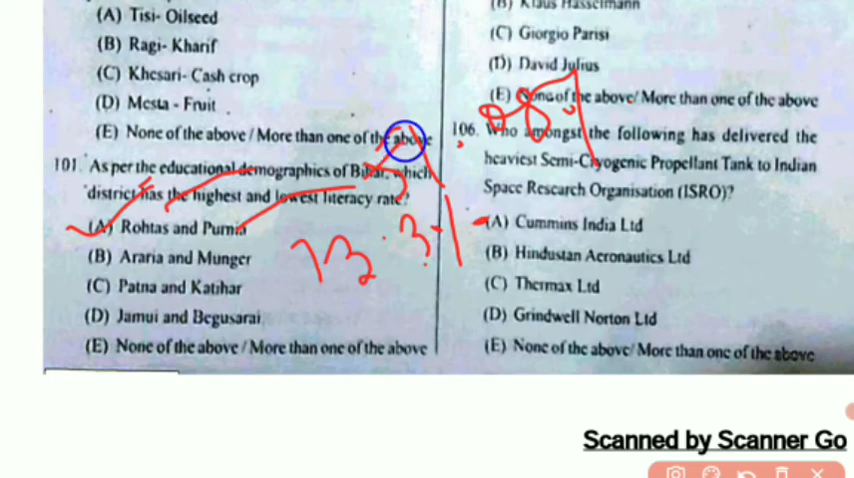 (A) Tisi- Oilseed
(B) Ragi- Kharif
(C) Khesari- Cash crop
(D) Mesta - Fruit
(E) None of the above / More than one of the above
101. As per the educational demographics of Bihar, which
district has the highest and lowest literacy rate?
(A) Rohtas and Purnia
(B) Araria and Munger
(C) Patna and Katihar
(D) Jamui and Begusarai
(E) None of the above / More than one of the above
(B) Klaus Hasselmann
(C) Giorgio Parisi
(D) David Julius
(E) None of the above/ More than one of the above
106. Who amongst the following has delivered the
heaviest Semi-Cryogenic Propellant Tank to Indian
Space Research Organisation (ISRO)?
(A) Cummins India Ltd
(B) Hindustan Aeronautics Ltd
(C) Thermax Ltd
(D) Grindwell Norton Ltd
(E) None of the above/ More than one of the above
Scanned by Scanner Go